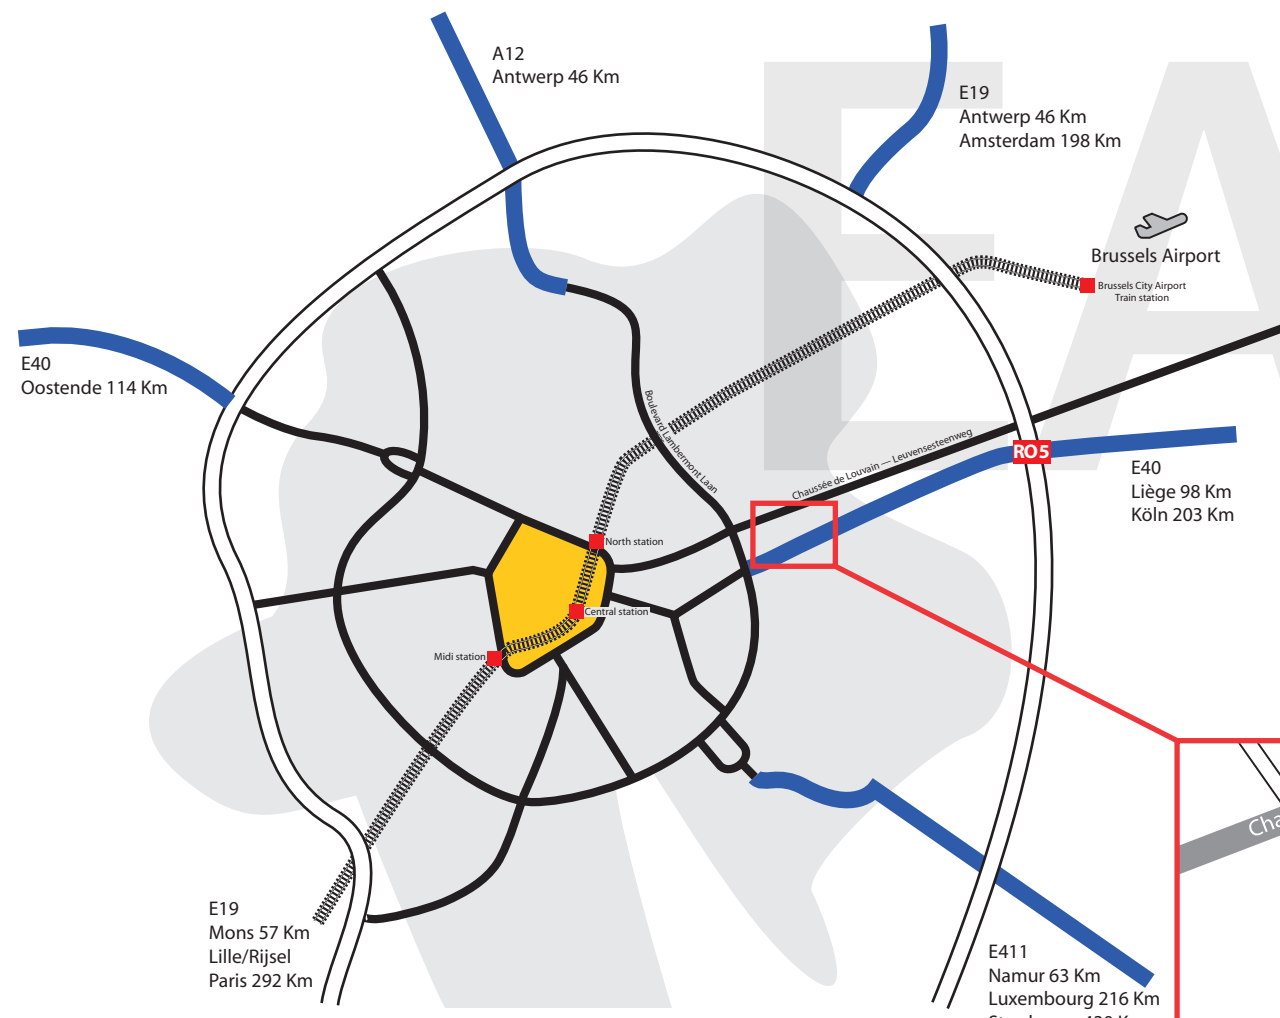 A12
Antwerp 46 Km
E19
Antwerp 46 Km
Amsterdam 198 Km
EA
Brussels Airport
Brussels City Airport
Train station
E40
Oostende 114 Km
Boulevard Lambermont Laan
Chaussée de Louvain — Leuvensesteenweg
RO5
E40
Liège 98 Km
Köln 203 Km
North station
Central station
Midi station
Cha
E19
Mons 57 Km
Lille/Rijsel
Paris 292 Km
E411
Namur 63 Km
Luxembourg 216 Km